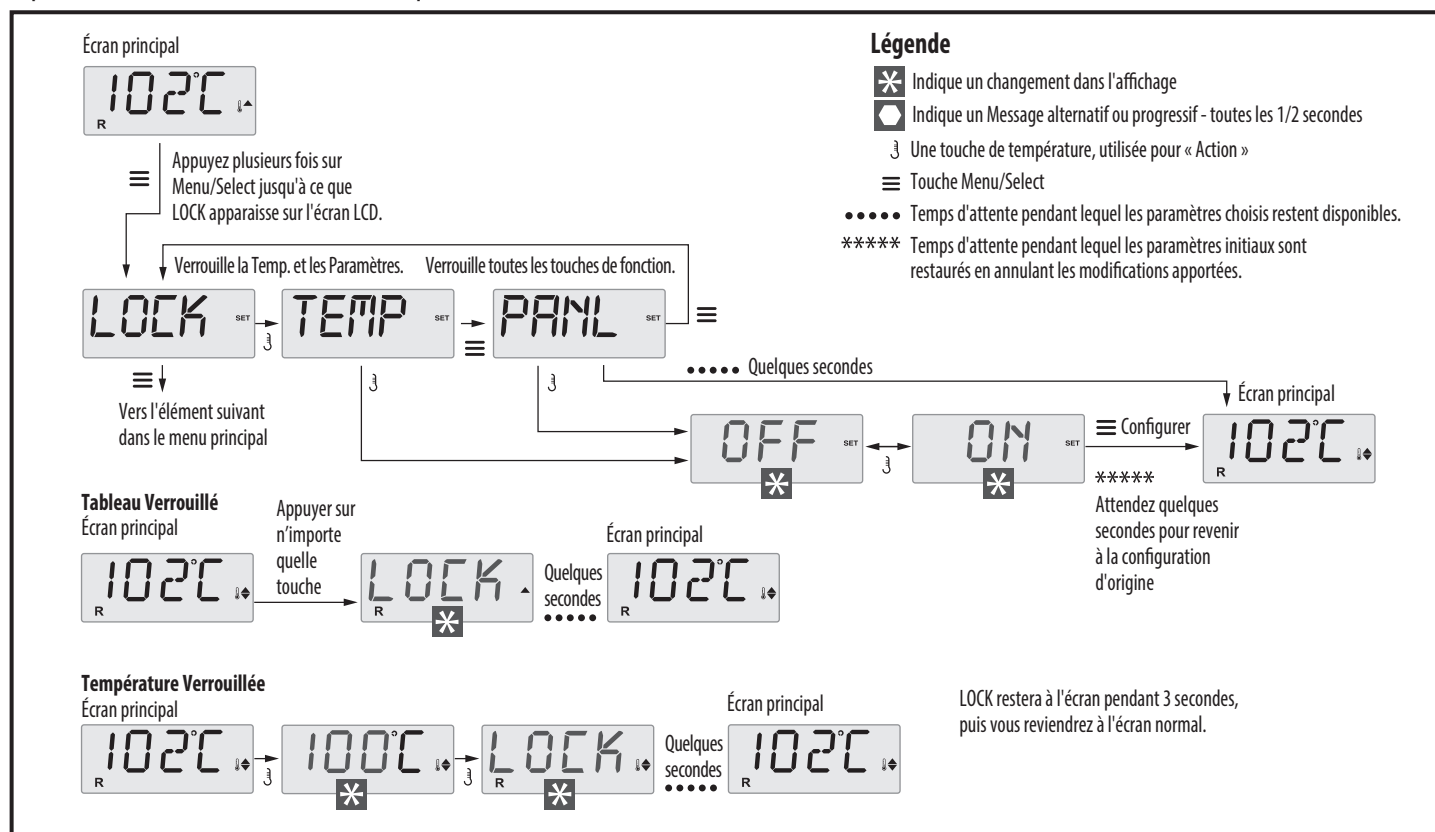 Écran principal
102°C
R
Appuyez plusieurs fois sur
Menu/Select jusqu'à ce que
LOCK apparaisse sur l'écran LCD.
Légende
Indique un changement dans l'affichage
Indique un Message alternatif ou progressif - toutes les 1/2 secondes
Une touche de température, utilisée pour « Action »
Touche Menu/Select
••••• Temps d'attente pendant lequel les paramètres choisis restent disponibles.
***** Temps d'attente pendant lequel les paramètres initiaux sont
restaurés en annulant les modifications apportées.
Verrouille la Temp. et les Paramètres.
Verrouille toutes les touches de fonction.
LOCK SET
TEMP SET
PANL SET
Vers l'élément suivant
dans le menu principal
••••• Quelques secondes
OFF SET
ON SET
Configurer
*****
Attendez quelques
secondes pour revenir
à la configuration
d'origine
Écran principal
102°C
R
Tableau Verrouillé
Écran principal
102°C
R
Appuyer sur
n'importe
quelle
touche
LOCK
R
Quelques
secondes
•••••
Écran principal
102°C
R
Température Verrouillée
Écran principal
102°C
R
100°C
LOCK
R
Quelques
secondes
•••••
Écran principal
102°C
R
LOCK restera à l'écran pendant 3 secondes,
puis vous reviendrez à l'écran normal.